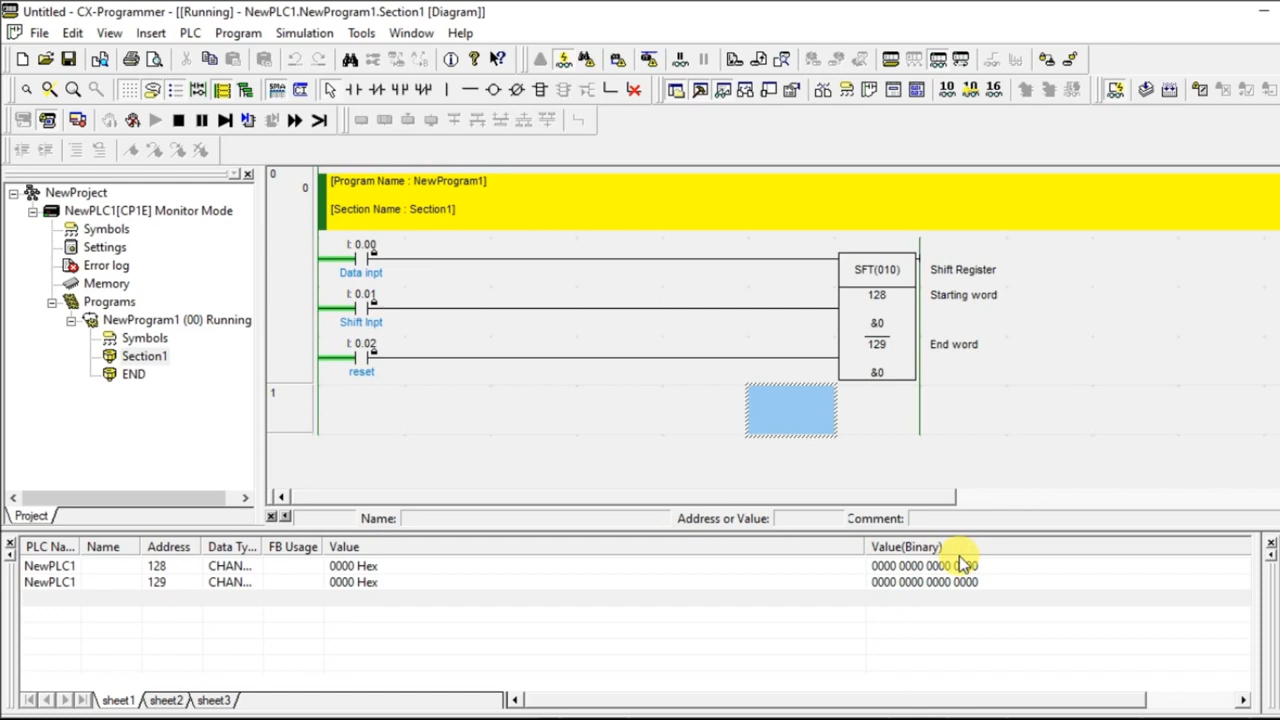 Untitled - CX-Programmer - [[Running] - NewPLC1.NewProgram1.Section1 [Diagram]]
File Edit View Insert PLC Program Simulation Tools Window Help
10 10 16
NewProject
NewPLC1[CP1E] Monitor Mode
Symbols
Settings
Error log
Memory
Programs
NewProgram1 (00) Running
Symbols
Section1
END
Project
0
0
[Program Name : NewProgram1]
[Section Name : Section1]
I: 0.00
Data inpt
SFT(010) Shift Register
I: 0.01
128 Starting word
Shift Inpt
&0
I: 0.02
129 End word
reset
&0
1
Name: Address or Value: Comment:
PLC Na... Name Address Data Ty... FB Usage Value Value(Binary)
NewPLC1 128 CHAN... 0000 Hex 0000 0000 0000 0000
NewPLC1 129 CHAN... 0000 Hex 0000 0000 0000 0000
sheet1 sheet2 sheet3